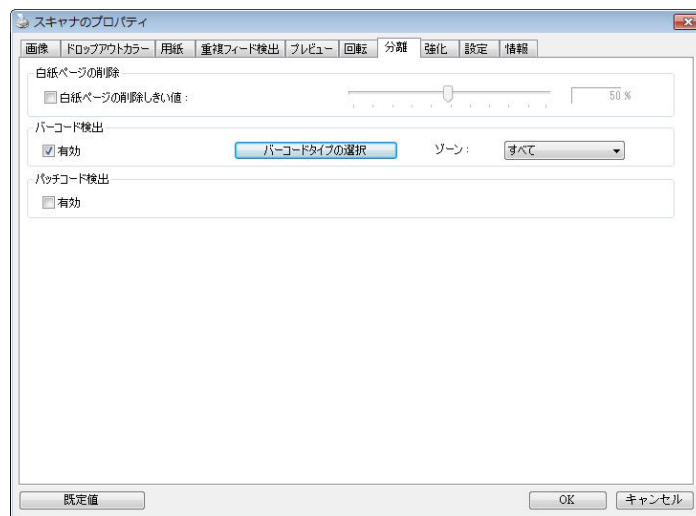 スキャナのプロパティ
画像 ドロップアウトカラー 用紙 重複フィード検出 プレビュー 回転 分離 強化 設定 情報
白紙ページの削除
白紙ページの削除しきい値： 50 %
バーコード検出
有効 バーコードタイプの選択 ゾーン： すべて
パッチコード検出
有効
既定値 OK キャンセル